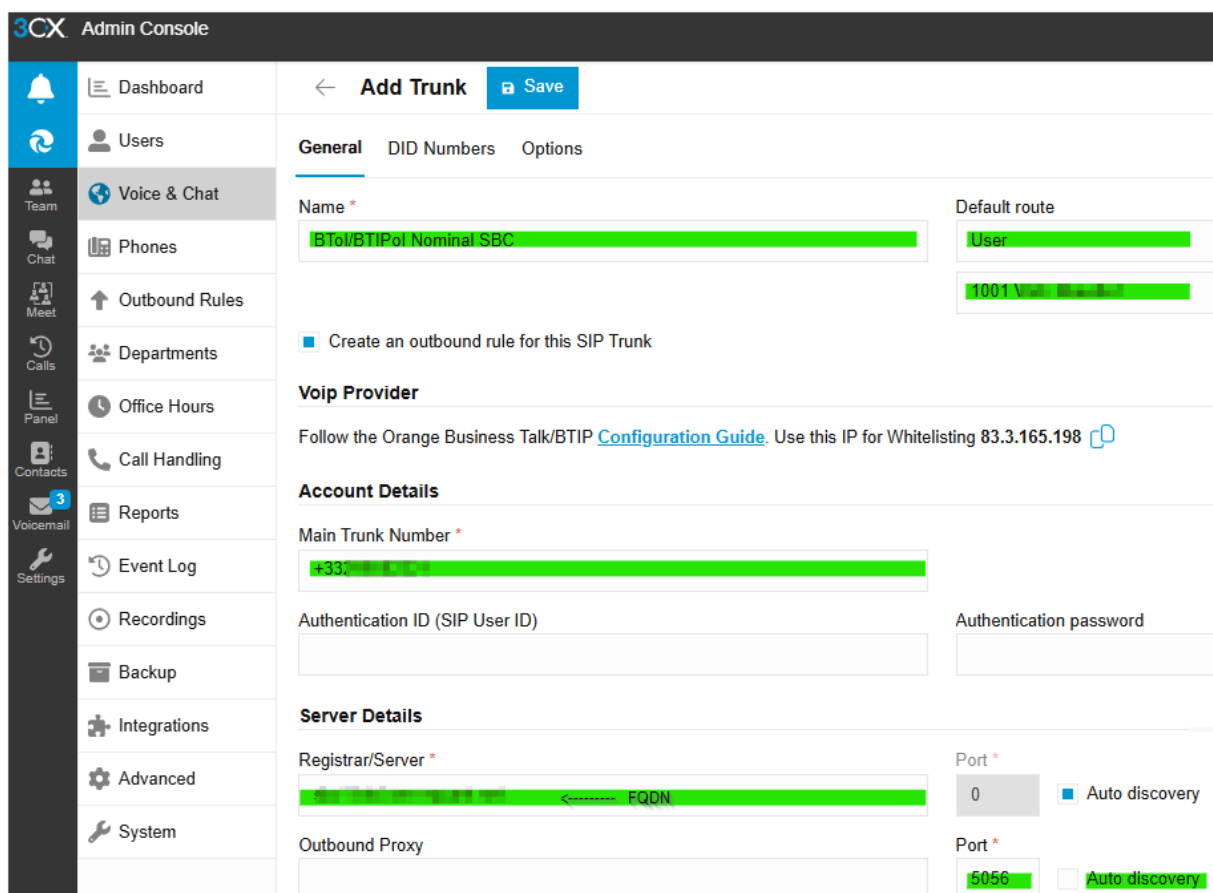 3CX Admin Console
Dashboard
Add Trunk
Save
Users
General
DID Numbers
Options
Team
Voice & Chat
Name *
Default route
BToI/BTIPoI Nominal SBC
User
Phones
Chat
1001
Outbound Rules
Meet
Create an outbound rule for this SIP Trunk
Departments
Calls
Voip Provider
Office Hours
Panel
Follow the Orange Business Talk/BTIP Configuration Guide. Use this IP for Whitelisting 83.3.165.198
Call Handling
Contacts
Account Details
3
Reports
Voicemail
Main Trunk Number *
Event Log
+332
Settings
Recordings
Authentication ID (SIP User ID)
Authentication password
Backup
Server Details
Integrations
Registrar/Server *
Port *
Advanced
<--------- FQDN
0
Auto discovery
System
Outbound Proxy
Port *
5056
Auto discovery